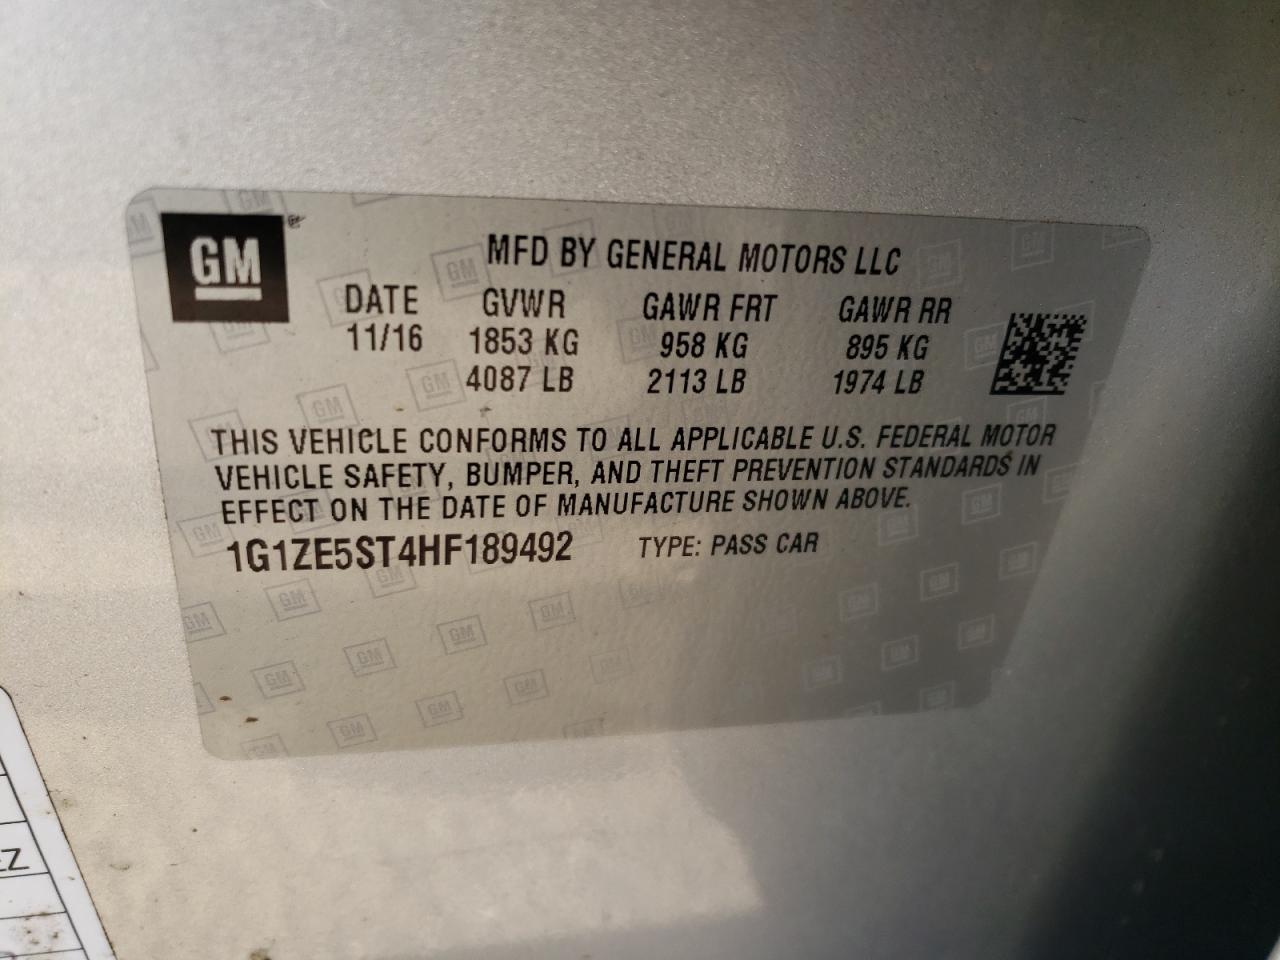 GM
MFD BY GENERAL MOTORS LLC
DATE GVWR GAWR FRT GAWR RR
11/16 1853 KG 958 KG 895 KG
4087 LB 2113 LB 1974 LB
THIS VEHICLE CONFORMS TO ALL APPLICABLE U.S. FEDERAL MOTOR
VEHICLE SAFETY, BUMPER, AND THEFT PREVENTION STANDARDS IN
EFFECT ON THE DATE OF MANUFACTURE SHOWN ABOVE.
1G1ZE5ST4HF189492 TYPE: PASS CAR